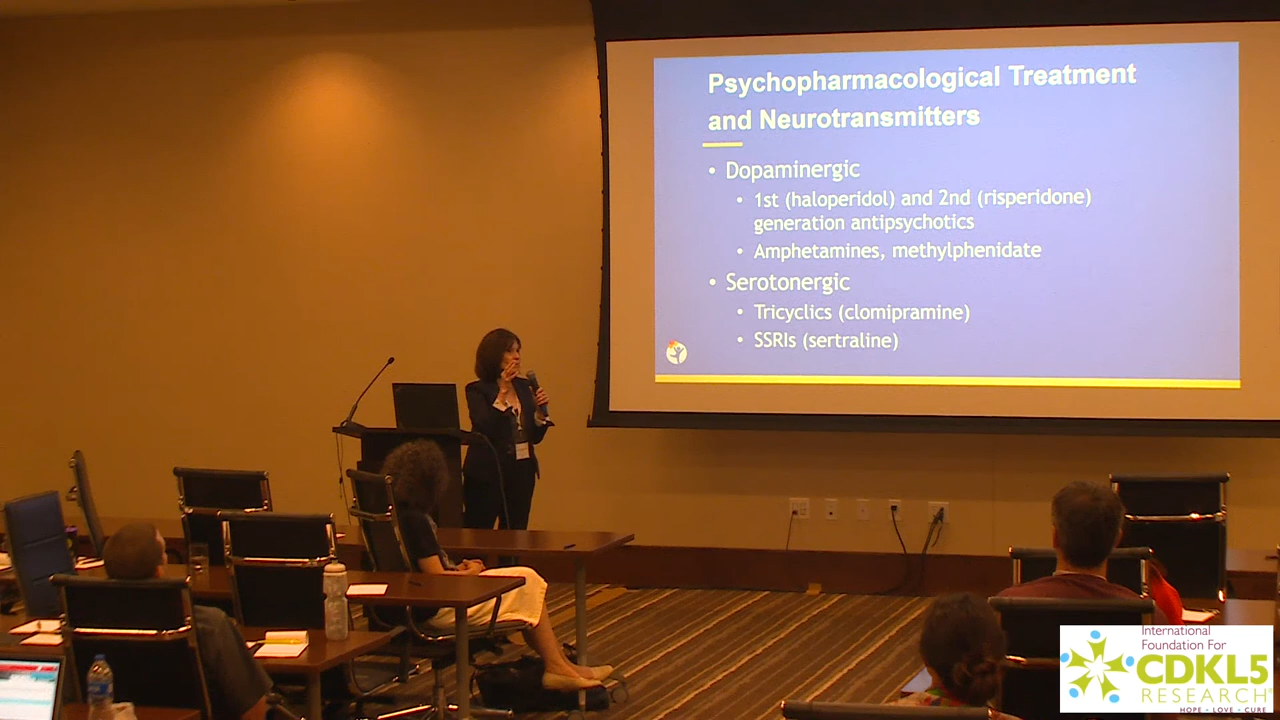 Psychopharmacological Treatment
and Neurotransmitters
• Dopaminergic
• 1st (haloperidol) and 2nd (risperidone)
generation antipsychotics
• Amphetamines, methylphenidate
• Serotonergic
• Tricyclics (clomipramine)
• SSRIs (sertraline)
International
Foundation For
CDKL5
RESEARCH
HOPE • LOVE • CURE